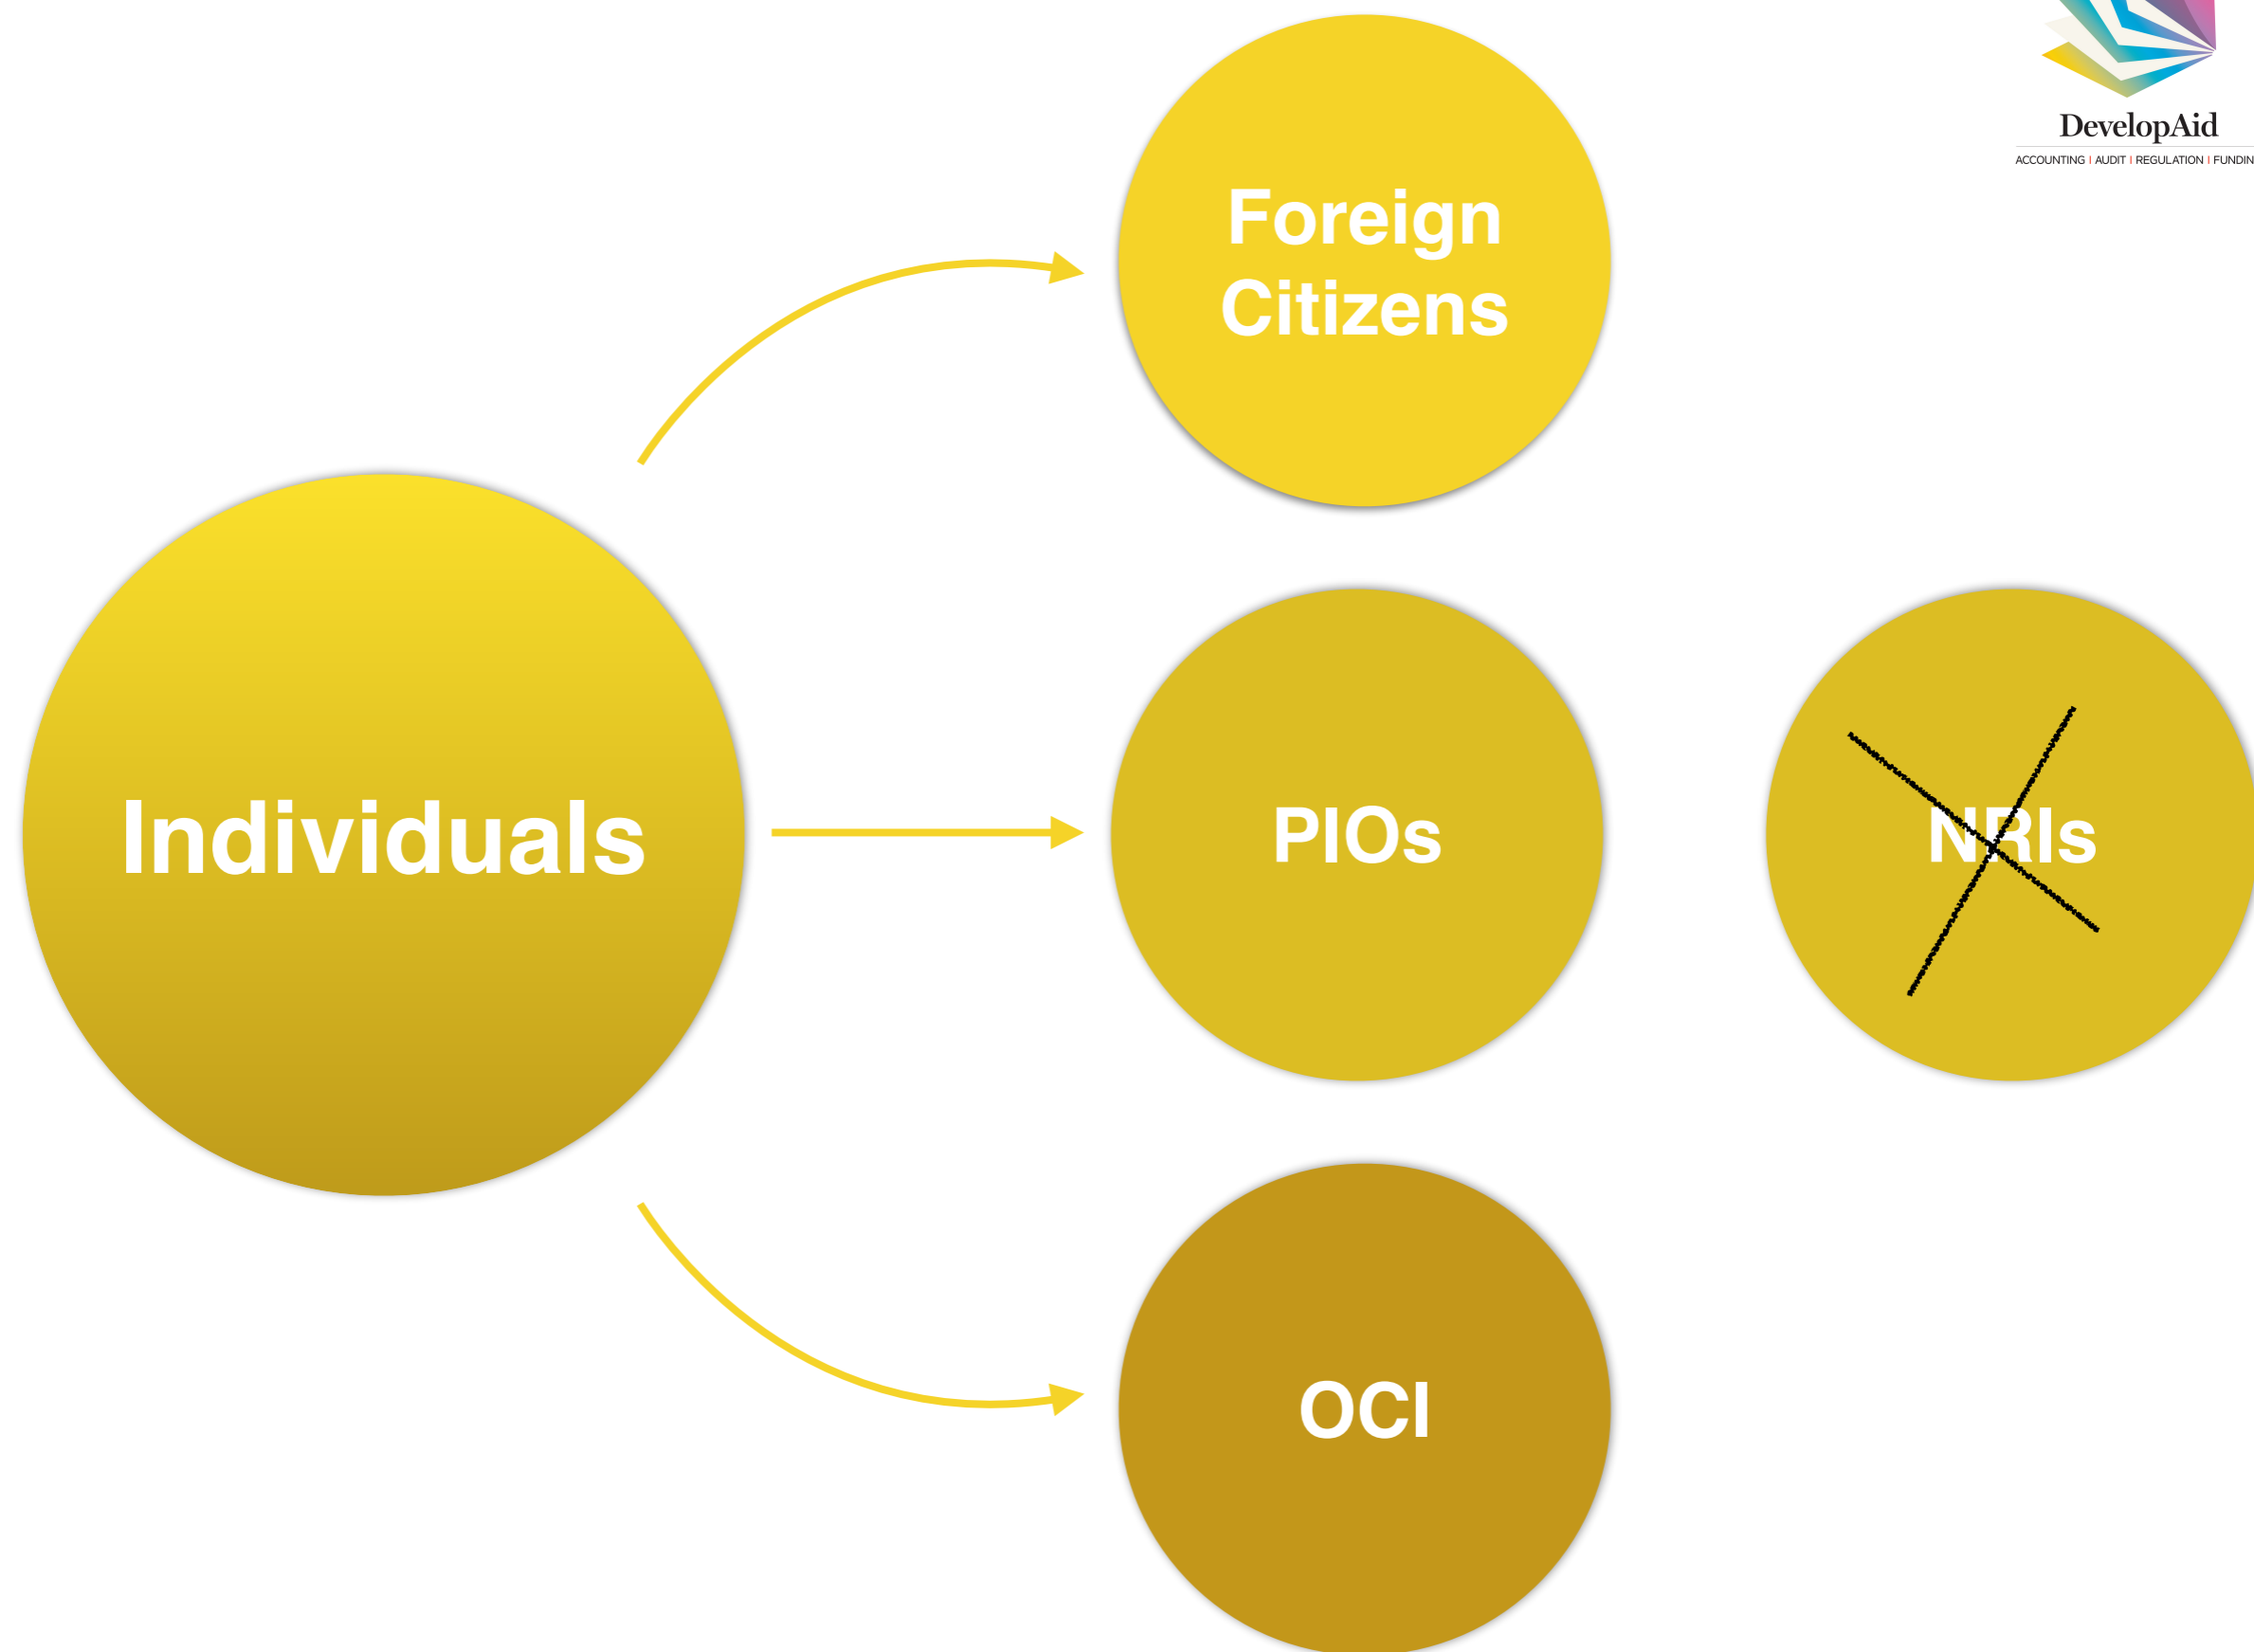 DevelopAid
ACCOUNTING | AUDIT | REGULATION | FUNDIN
Foreign
Citizens
Individuals
PIOs
NRIs
OCI